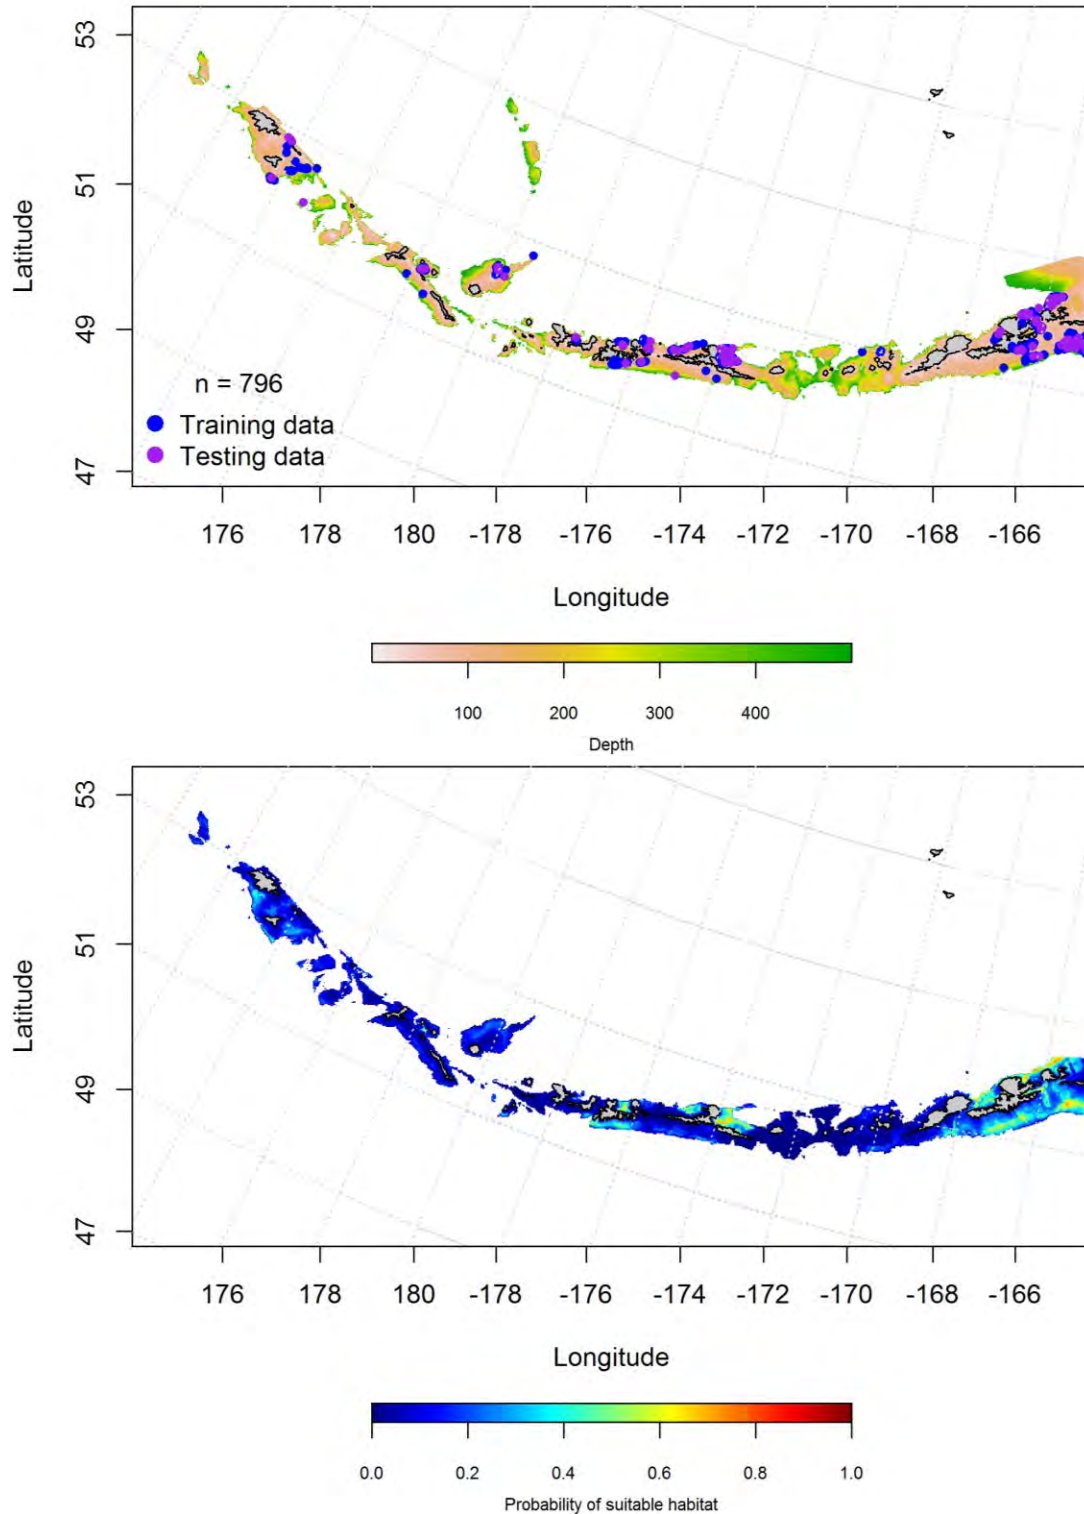 53
51
49
47
Latitude
n = 796
Training data
Testing data
176 178 180 -178 -176 -174 -172 -170 -168 -166
Longitude
100 200 300 400
Depth
53
51
49
47
Latitude
176 178 180 -178 -176 -174 -172 -170 -168 -166
Longitude
0.0 0.2 0.4 0.6 0.8 1.0
Probability of suitable habitat